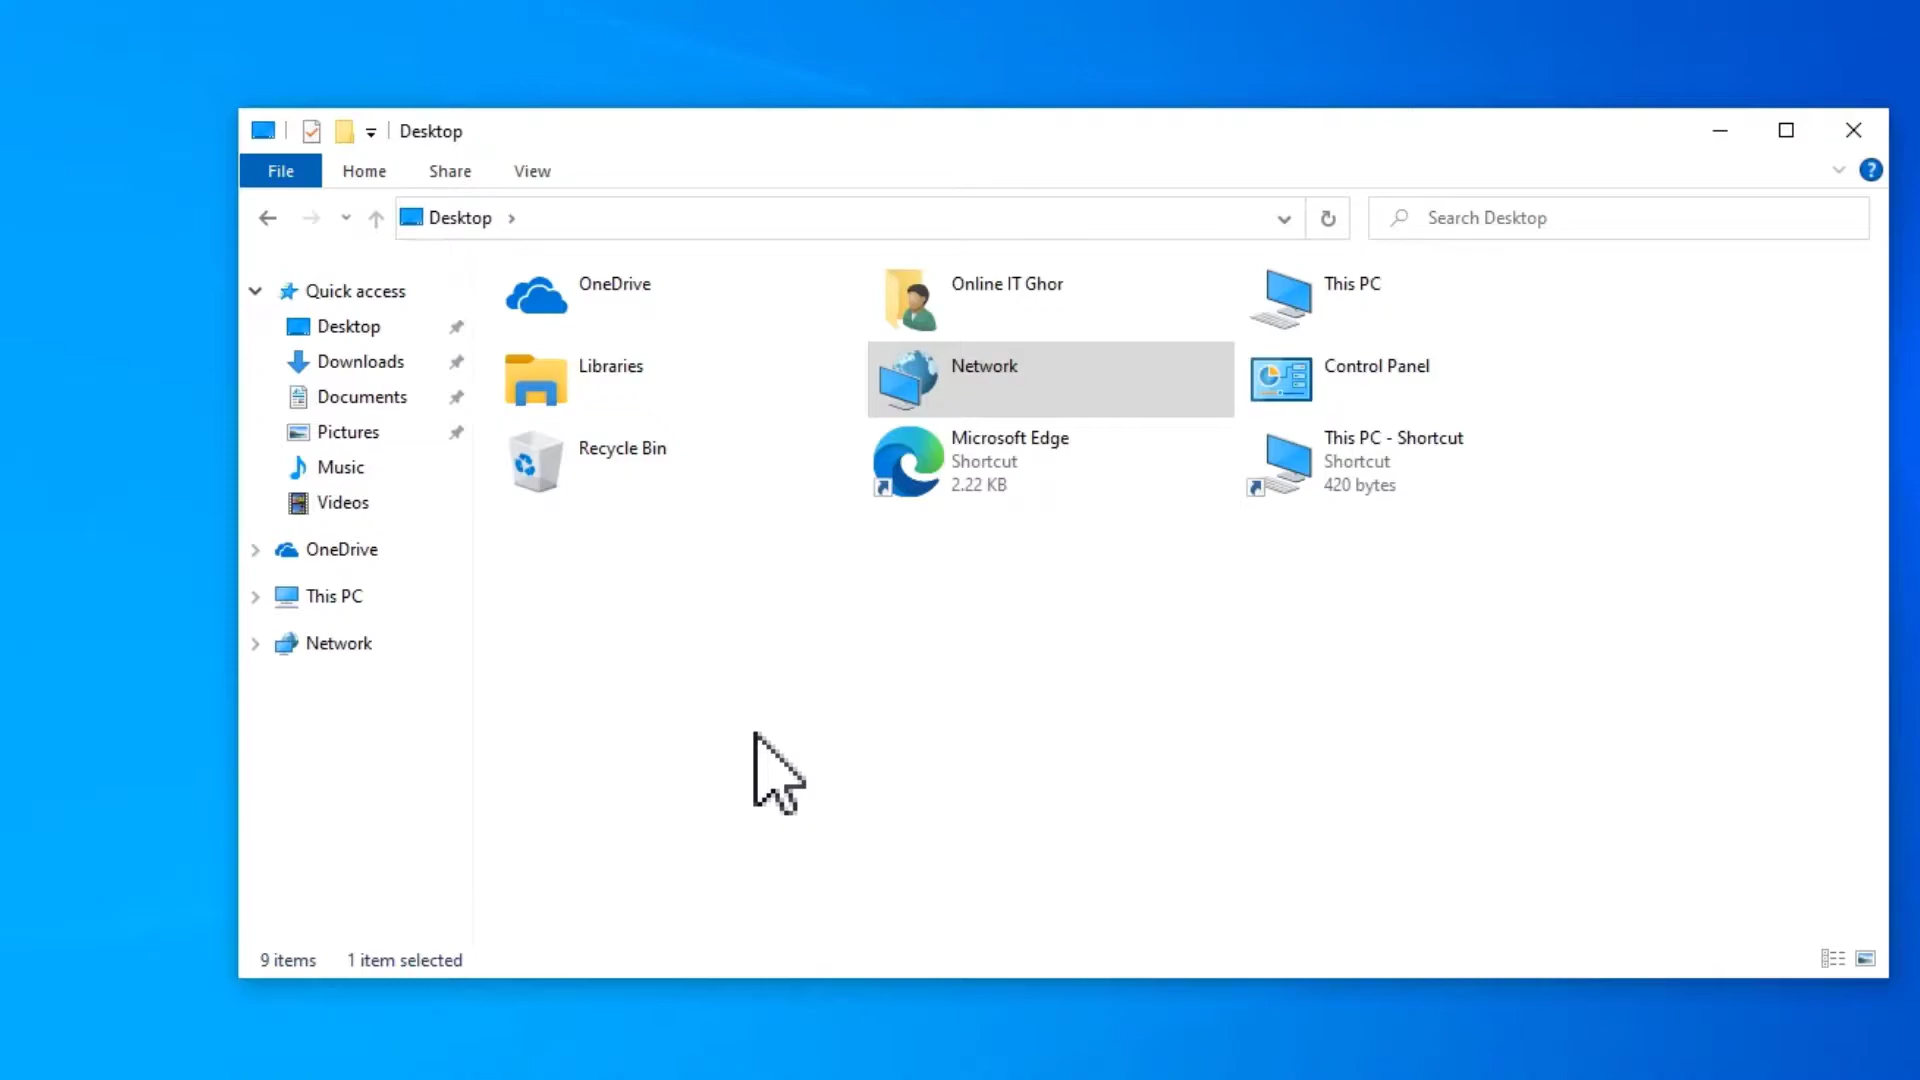 Desktop
File Home Share View
Desktop
Search Desktop
Quick access
Desktop
Downloads
Documents
Pictures
Music
Videos
OneDrive
This PC
Network
OneDrive
Online IT Ghor
This PC
Libraries
Network
Control Panel
Recycle Bin
Microsoft Edge
Shortcut
2.22 KB
This PC - Shortcut
Shortcut
420 bytes
9 items 1 item selected